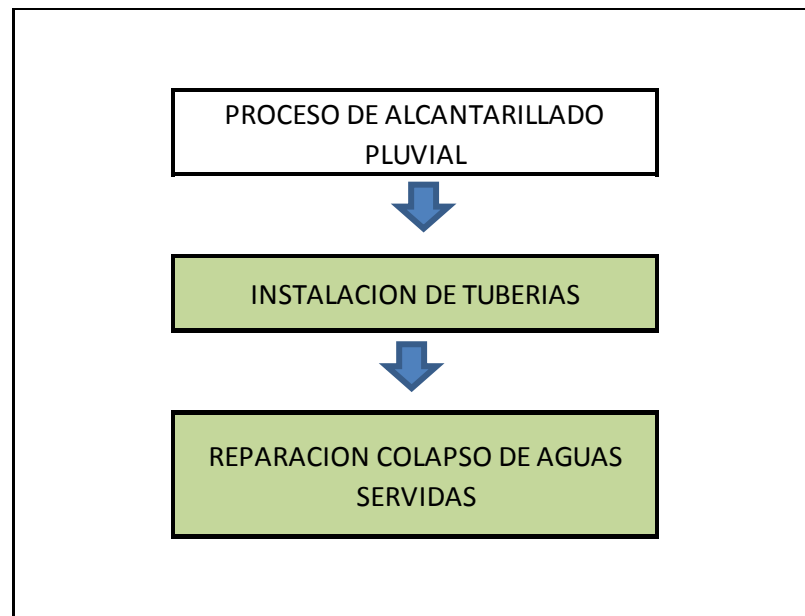 PROCESO DE ALCANTARILLADO
PLUVIAL
INSTALACION DE TUBERIAS
REPARACION COLAPSO DE AGUAS
SERVIDAS